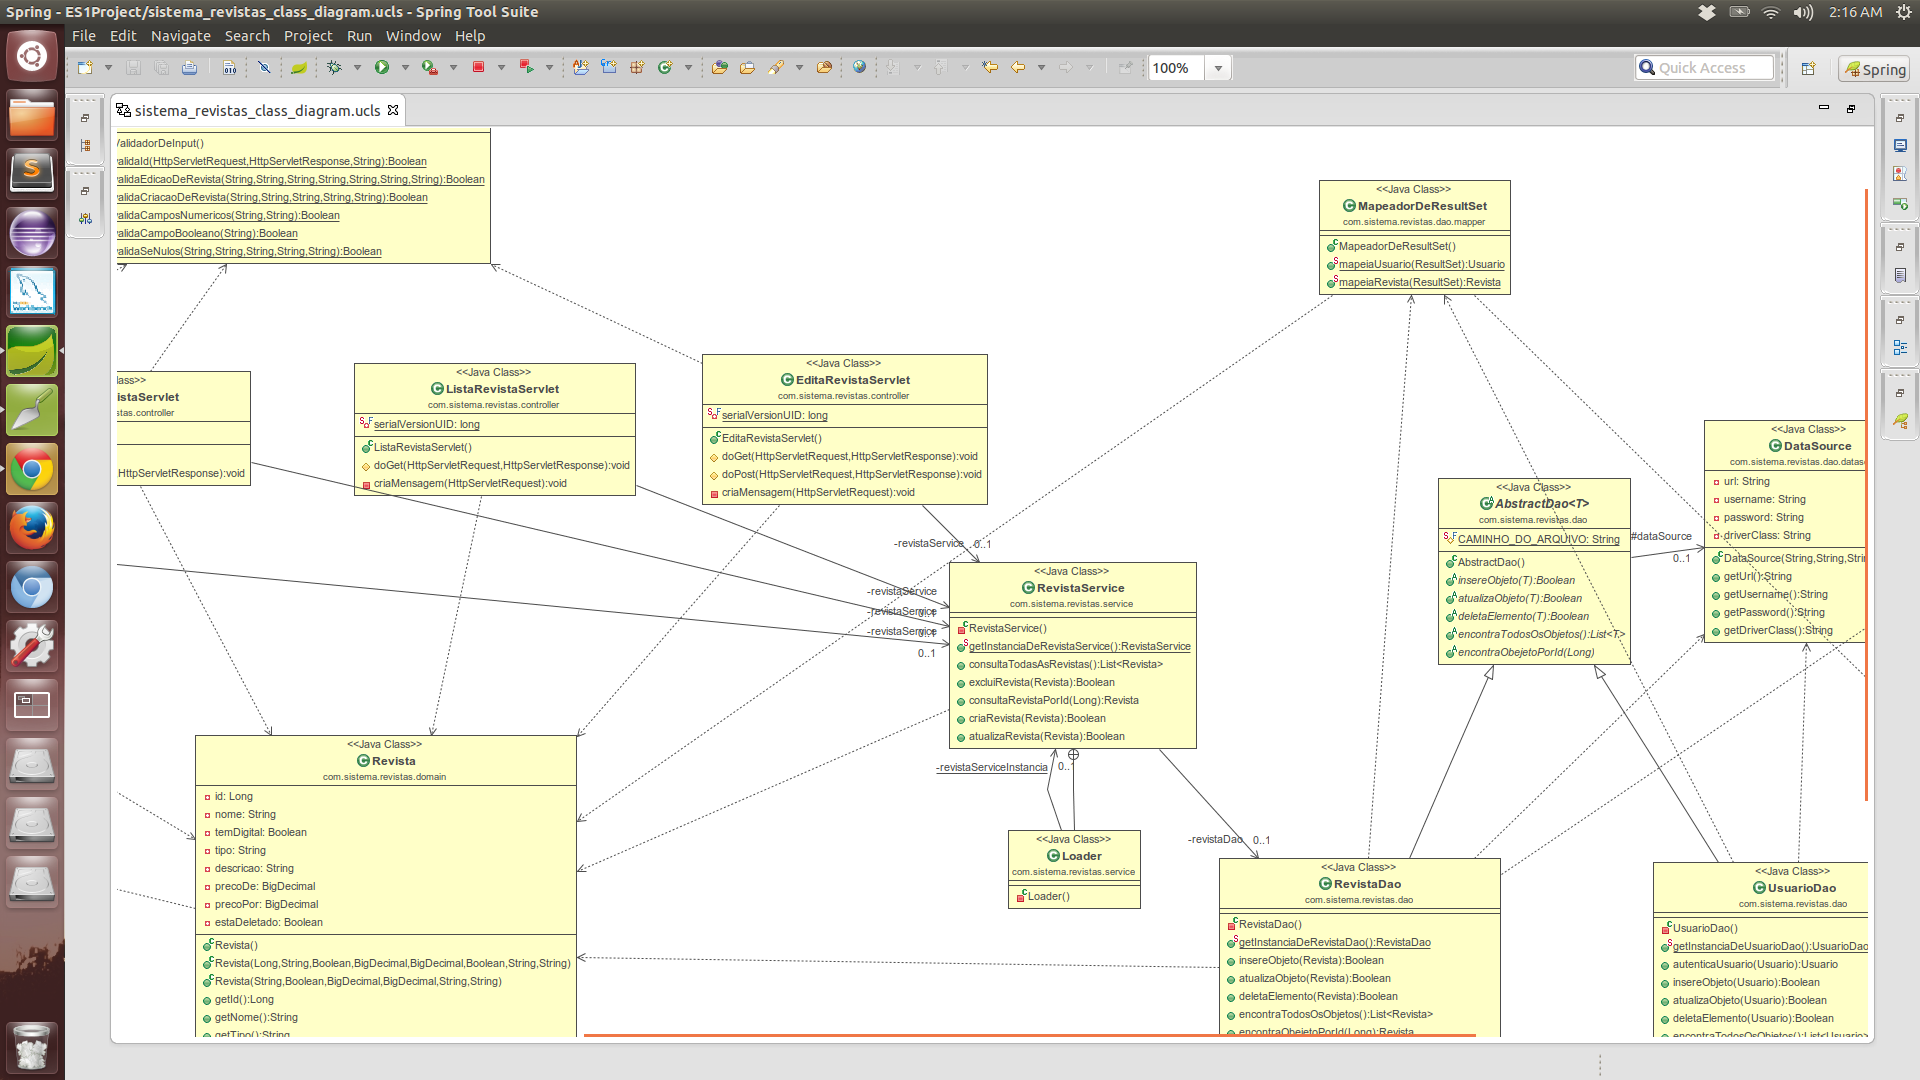 Spring - ES1Project/sistema_revistas_class_diagram.ucls - Spring Tool Suite
2:16 AM
File Edit Navigate Search Project Run Window Help
100%
Quick Access
Spring
sistema_revistas_class_diagram.ucls
ValidadorDeInput()
validaId(HttpServletRequest,HttpServletResponse,String):Boolean
validaEdicaoDeRevista(String,String,String,String,String,String,String):Boolean
validaCriacaoDeRevista(String,String,String,String,String):Boolean
validaCamposNumericos(String,String):Boolean
validaCampoBooleano(String):Boolean
validaSeNulos(String,String,String,String,String):Boolean
<<Java Class>>
MapeadorDeResultSet
com.sistema.revistas.dao.mapper
MapeadorDeResultSet()
mapeiaUsuario(ResultSet):Usuario
mapeiaRevista(ResultSet):Revista
lass>>
istaServlet
stas.controller
HttpServletResponse):void
<<Java Class>>
ListaRevistaServlet
com.sistema.revistas.controller
serialVersionUID: long
ListaRevistaServlet()
doGet(HttpServletRequest,HttpServletResponse):void
criaMensagem(HttpServletRequest):void
<<Java Class>>
EditaRevistaServlet
com.sistema.revistas.controller
serialVersionUID: long
EditaRevistaServlet()
doGet(HttpServletRequest,HttpServletResponse):void
doPost(HttpServletRequest,HttpServletResponse):void
criaMensagem(HttpServletRequest):void
-revistaService 0..1
-revistaService
-revistaService 0..1
-revistaService 0..1
0..1
<<Java Class>>
RevistaService
com.sistema.revistas.service
RevistaService()
getInstanciaDeRevistaService():RevistaService
consultaTodasAsRevistas():List<Revista>
excluiRevista(Revista):Boolean
consultaRevistaPorId(Long):Revista
criaRevista(Revista):Boolean
atualizaRevista(Revista):Boolean
-revistaServiceInstancia 0..
<<Java Class>>
Loader
com.sistema.revistas.service
Loader()
-revistaDao 0..1
<<Java Class>>
AbstractDao<T>
com.sistema.revistas.dao
CAMINHO_DO_ARQUIVO: String
AbstractDao()
insereObjeto(T):Boolean
atualizaObjeto(T):Boolean
deletaElemento(T):Boolean
encontraTodosOsObjetos():List<T>
encontraObejetoPorId(Long)
#dataSource
0..1
<<Java Class>>
DataSource
com.sistema.revistas.dao.datas
url: String
username: String
password: String
driverClass: String
DataSource(String,String,Stri
getUrl():String
getUsername():String
getPassword():String
getDriverClass():String
<<Java Class>>
Revista
com.sistema.revistas.domain
id: Long
nome: String
temDigital: Boolean
tipo: String
descricao: String
precoDe: BigDecimal
precoPor: BigDecimal
estaDeletado: Boolean
Revista()
Revista(Long,String,Boolean,BigDecimal,BigDecimal,Boolean,String,String)
Revista(String,Boolean,BigDecimal,BigDecimal,String,String)
getId():Long
getNome():String
getTipo():String
<<Java Class>>
RevistaDao
com.sistema.revistas.dao
RevistaDao()
getInstanciaDeRevistaDao():RevistaDao
insereObjeto(Revista):Boolean
atualizaObjeto(Revista):Boolean
deletaElemento(Revista):Boolean
encontraTodosOsObjetos():List<Revista>
encontraObejetoPorId(Long):Revista
<<Java Class>>
UsuarioDao
com.sistema.revistas.dao
UsuarioDao()
getInstanciaDeUsuarioDao():UsuarioDao
autenticaUsuario(Usuario):Usuario
insereObjeto(Usuario):Boolean
atualizaObjeto(Usuario):Boolean
deletaElemento(Usuario):Boolean
encontraTodosOsObjetos():List<Usuario>